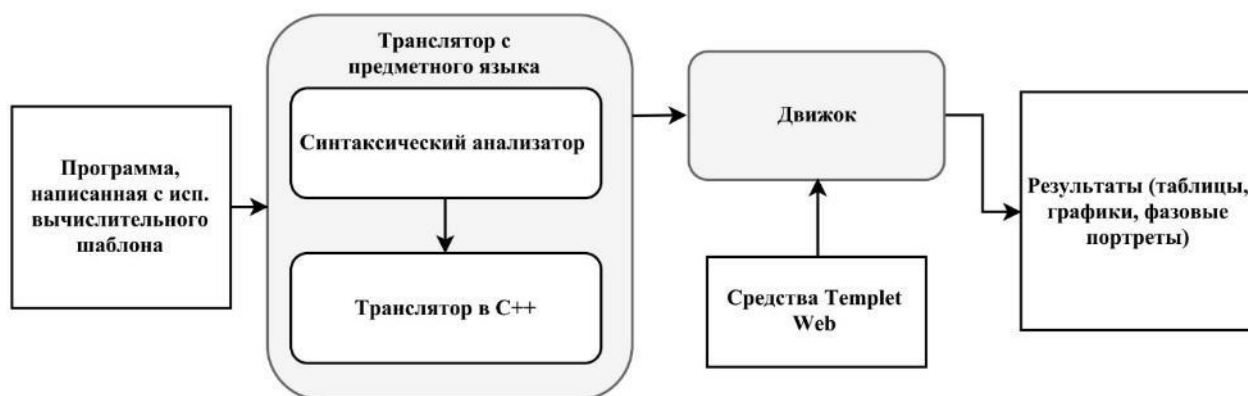 Транслятор с
предметного языка
Синтаксический анализатор
Транслятор в C++
Программа,
написанная с исп.
вычислительного
шаблона
Движок
Средства Templet
Web
Результаты (таблицы,
графики, фазовые
портреты)